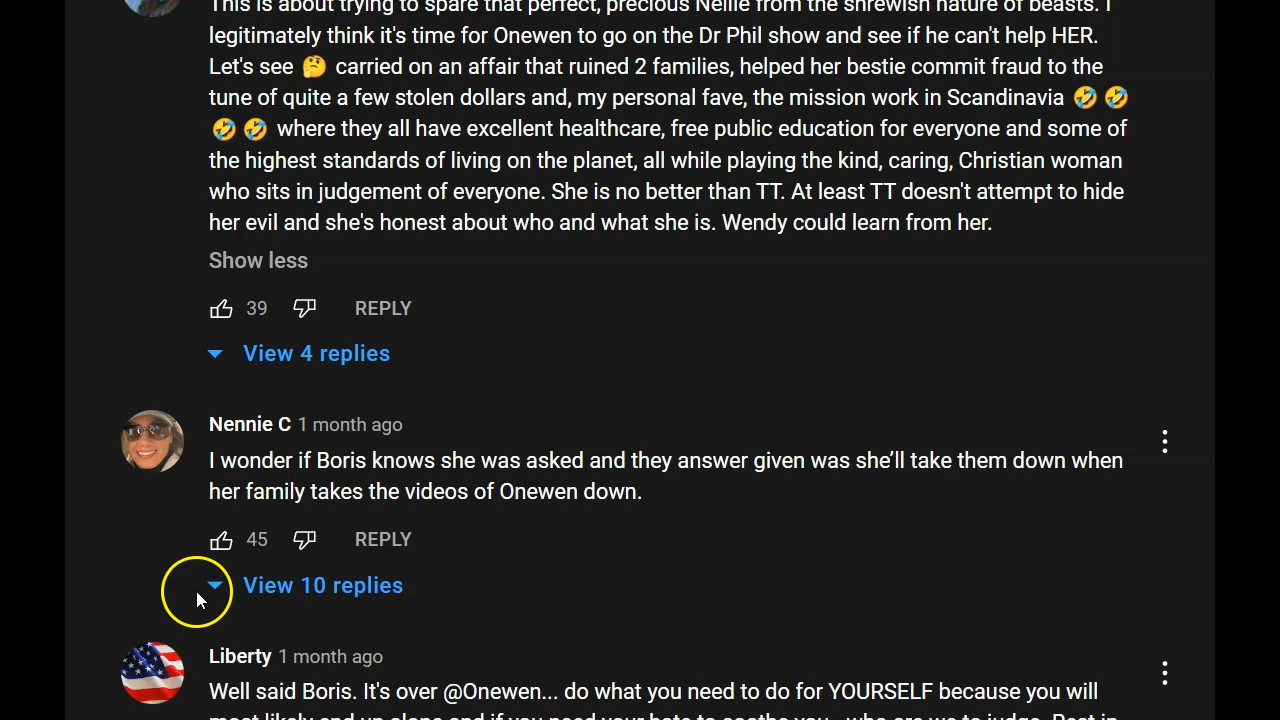 This is about trying to spare that perfect, precious Nellie from the shrewish nature of beasts. I
legitimately think it's time for Onewen to go on the Dr Phil show and see if he can't help HER.
Let's see 🤔 carried on an affair that ruined 2 families, helped her bestie commit fraud to the
tune of quite a few stolen dollars and, my personal fave, the mission work in Scandinavia 🤣 🤣
🤣 🤣 where they all have excellent healthcare, free public education for everyone and some of
the highest standards of living on the planet, all while playing the kind, caring, Christian woman
who sits in judgement of everyone. She is no better than TT. At least TT doesn't attempt to hide
her evil and she's honest about who and what she is. Wendy could learn from her.
Show less
39 REPLY
View 4 replies
Nennie C 1 month ago
I wonder if Boris knows she was asked and they answer given was she'll take them down when
her family takes the videos of Onewen down.
45 REPLY
View 10 replies
Liberty 1 month ago
Well said Boris. It's over @Onewen... do what you need to do for YOURSELF because you will
most likely end up alone and if you need your